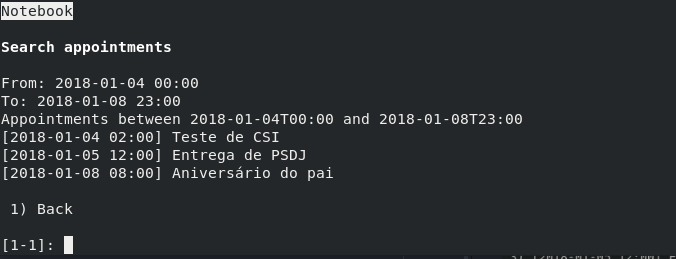 Notebook
Search appointments
From: 2018-01-04 00:00
To: 2018-01-08 23:00
Appointments between 2018-01-04T00:00 and 2018-01-08T23:00
[2018-01-04 02:00] Teste de CSI
[2018-01-05 12:00] Entrega de PSDJ
[2018-01-08 08:00] Aniversário do pai
1) Back
[1-1]: